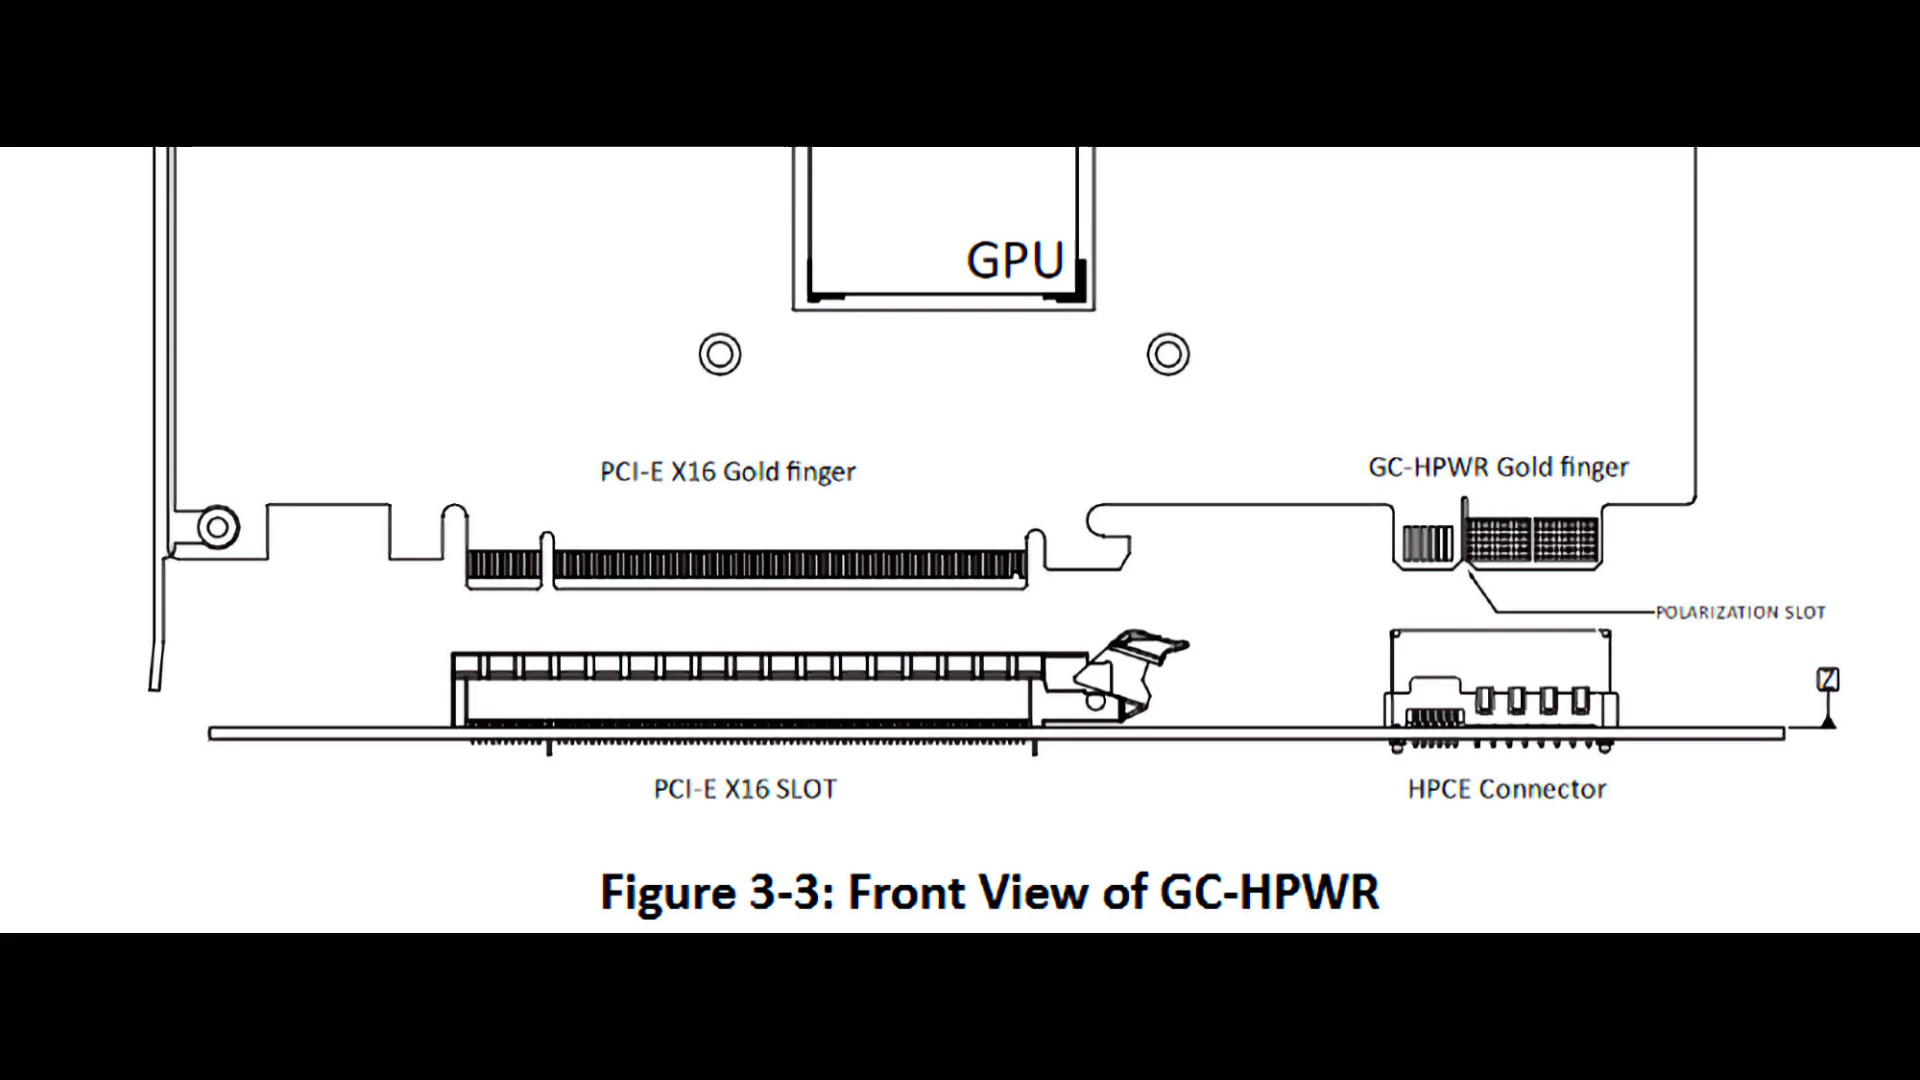 GPU
PCI-E X16 Gold finger
GC-HPWR Gold finger
POLARIZATION SLOT
Z
PCI-E X16 SLOT
HPCE Connector
Figure 3-3: Front View of GC-HPWR